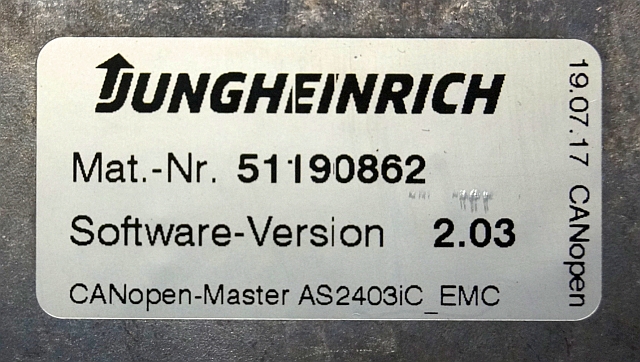 JUNGHEINRICH
Mat.-Nr. 51190862
Software-Version 2.03
CANopen-Master AS2403iC_EMC
19.07.17 CANopen